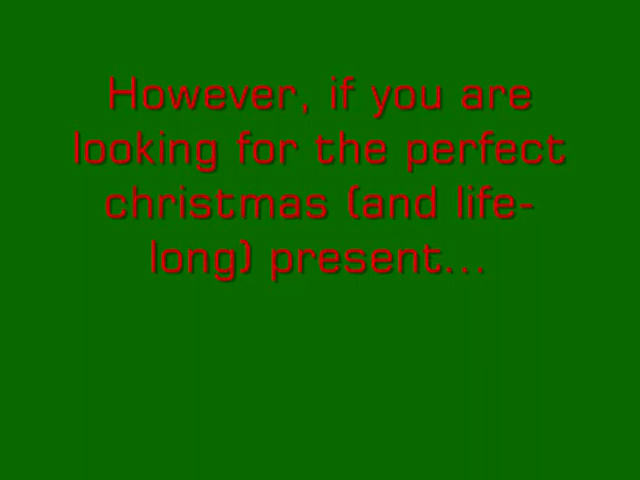 However, if you are
looking for the perfect
christmas (and life-
long) present...